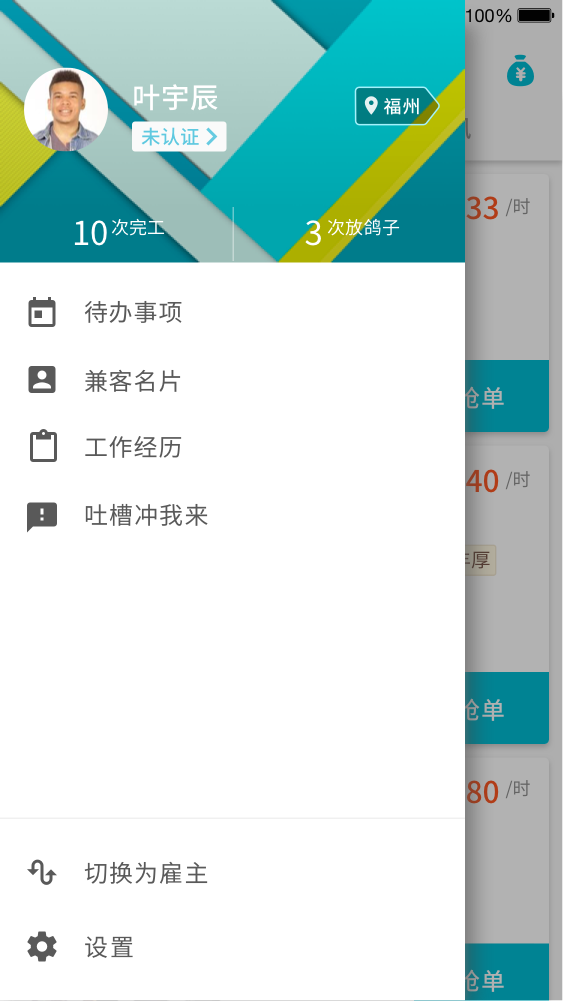 100%
叶宇辰
未认证
福州
10次完工
3次放鸽子
33/时
待办事项
兼客名片
抢单
工作经历
40/时
吐槽冲我来
厚
抢单
80/时
切换为雇主
设置
抢单